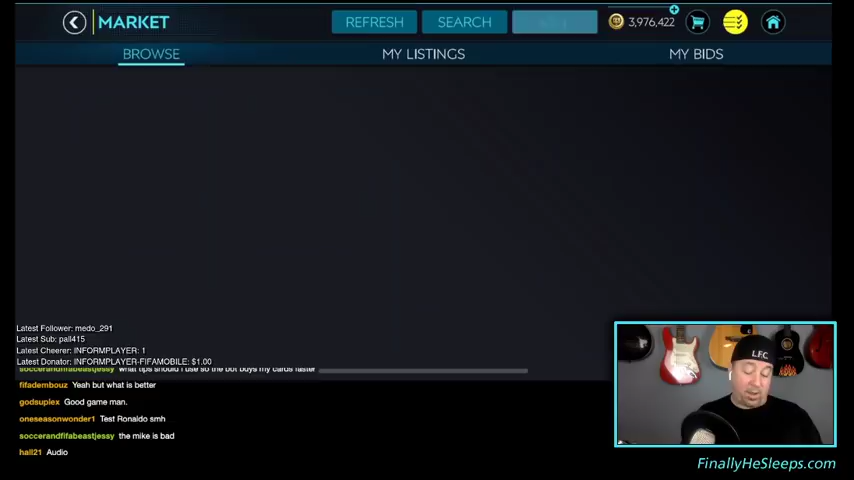 MARKET
REFRESH
SEARCH
3,976,422
BROWSE
MY LISTINGS
MY BIDS
Latest Follower: medo_291
Latest Sub: pall415
Latest Cheerer: INFORMPLAYER: 1
Latest Donator: INFORMPLAYER-FIFAMOBILE: $1.00
soccerandfifabeastjessy what tips should I use so the bot buys my cards faster
fifadembouz Yeah but what is better
godsuplex Good game man.
oneseasonwonder1 Test Ronaldo smh
soccerandfifabeastjessy the mike is bad
hall21 Audio
L.F.C.
FinallyHeSleeps.com